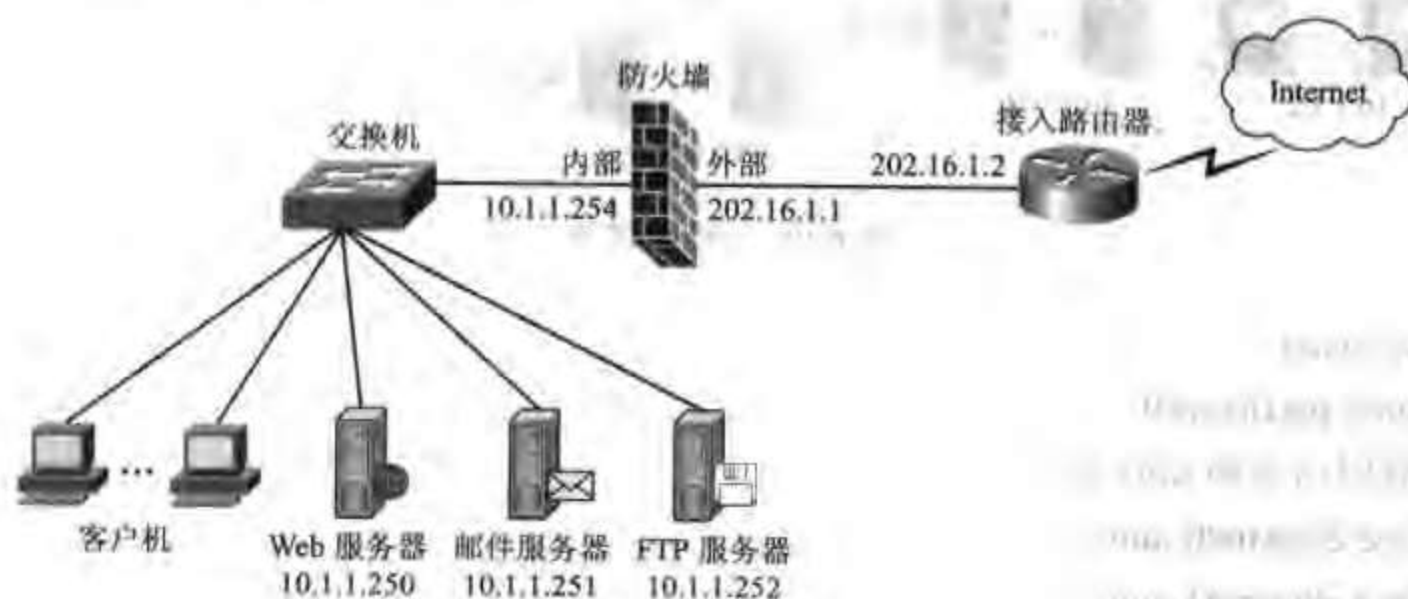 防火墙
Internet
交换机
接入路由器
内部
外部
202.16.1.2
10.1.1.254
202.16.1.1
客户机
Web 服务器
10.1.1.250
邮件服务器
10.1.1.251
FTP 服务器
10.1.1.252